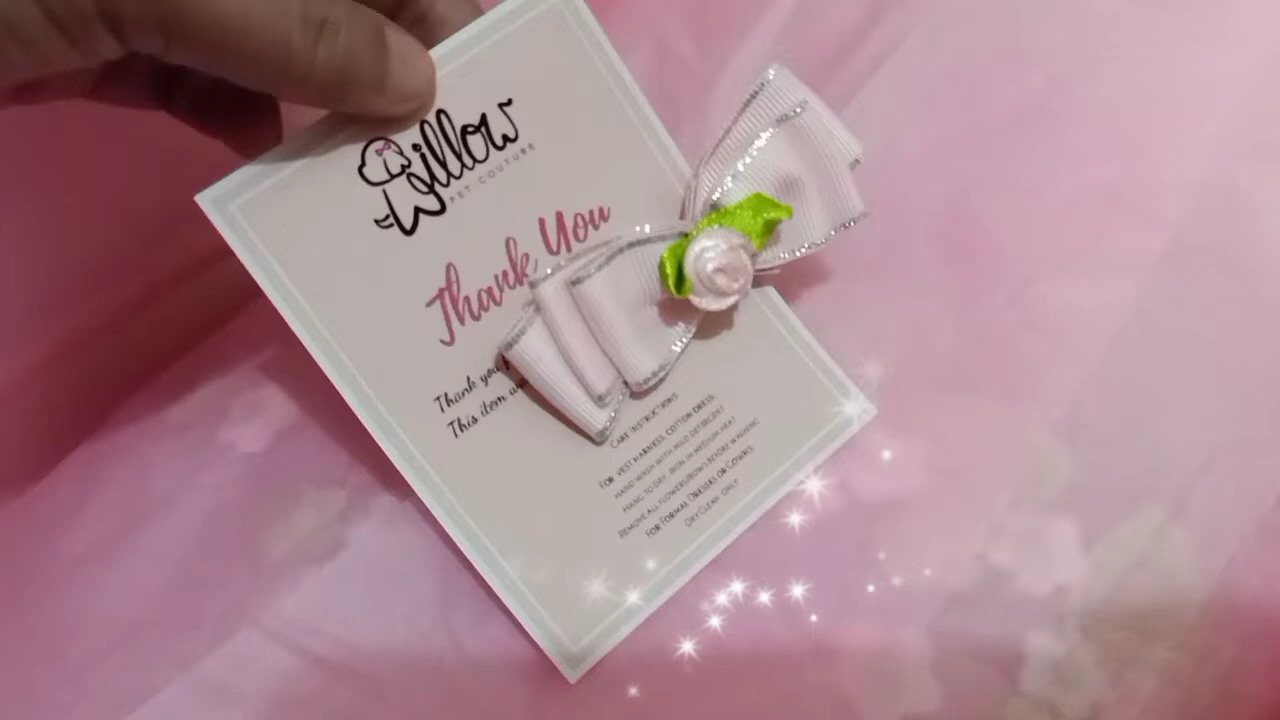 Willow
PET COUTURE
Thank You
Thank you
This item
CARE INSTRUCTIONS
FOR VEST HARNESS, COTTON DRESS:
HAND WASH WITH MILD DETERGENT
HANG TO DRY. IRON IN MEDIUM HEAT
REMOVE ALL FLOWERS/BOWS BEFORE WASHING
FOR FORMAL DRESSES OR GOWNS:
DRY CLEAN ONLY